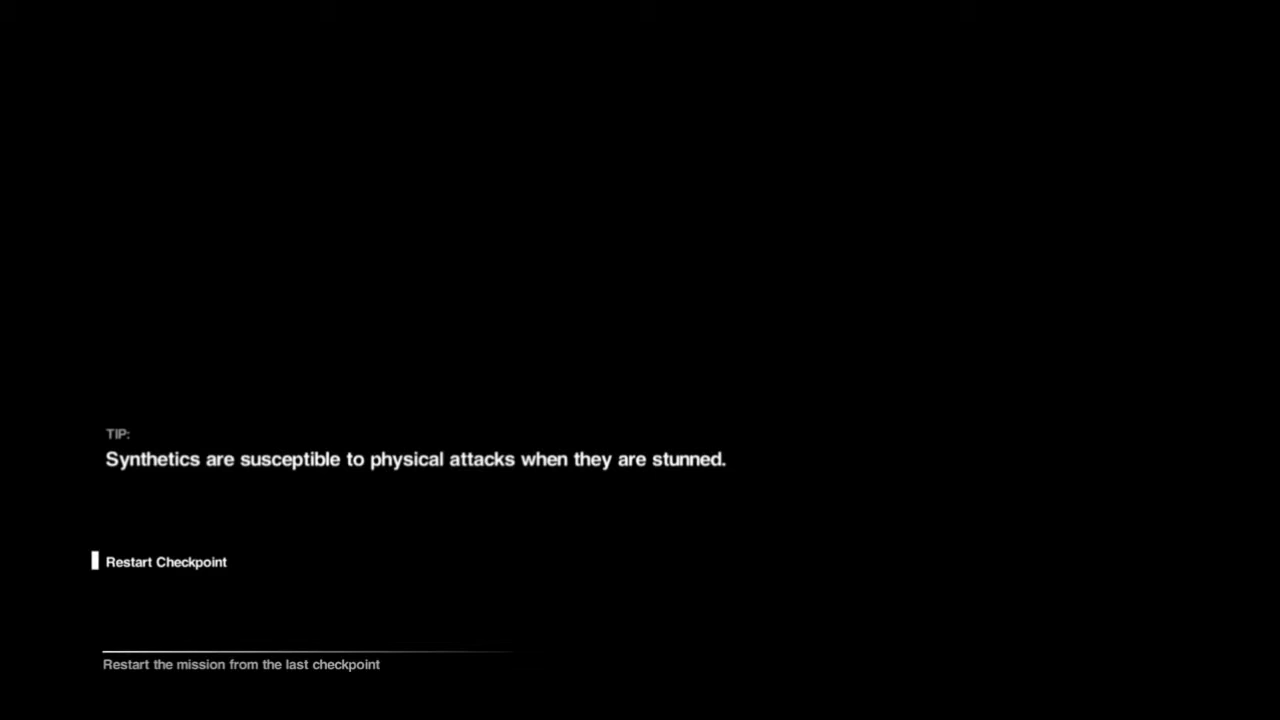 TIP:
Synthetics are susceptible to physical attacks when they are stunned.
Restart Checkpoint
Restart the mission from the last checkpoint